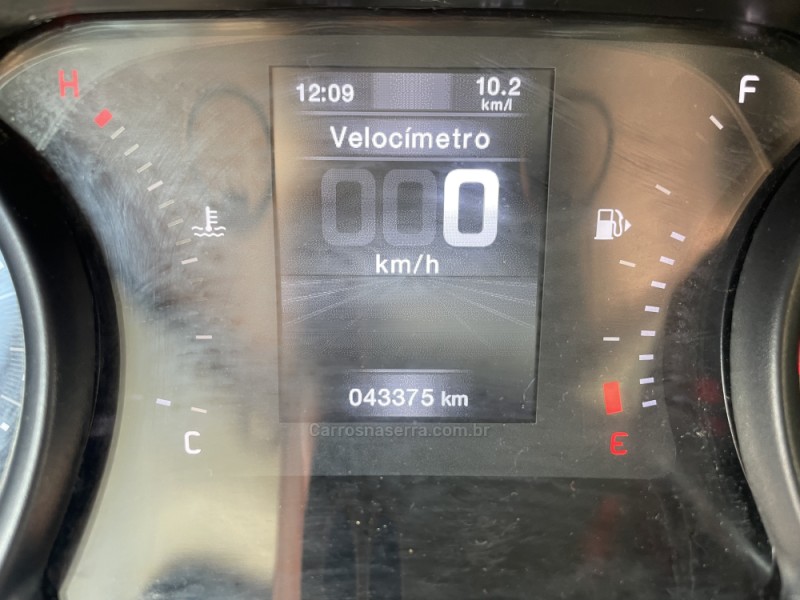 H
12:09 10.2
km/l
F
Velocímetro
000
km/h
043375 km
Carrosnaserra.com.br
C
E